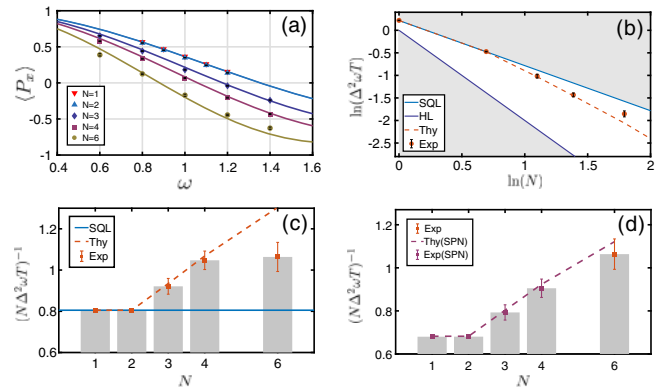 (a)
1
0.5
0
-0.5
-1
0.4 0.6 0.8 1 1.2 1.4 1.6
⟨Pₓ⟩
ω
N=1
N=2
N=3
N=4
N=6
(b)
0
-0.5
-1
-1.5
-2
-2.5
0 0.5 1 1.5 2
ln(Δ²ωT)
ln(N)
SQL
HL
Thy
Exp
(c)
1.2
1
0.8
0.6
1 2 3 4 6
(NΔ²ωT)⁻¹
N
SQL
Thy
Exp
(d)
1.2
1
0.8
0.6
1 2 3 4 6
(NΔ²ωT)⁻¹
N
Exp
Thy(SPN)
Exp(SPN)